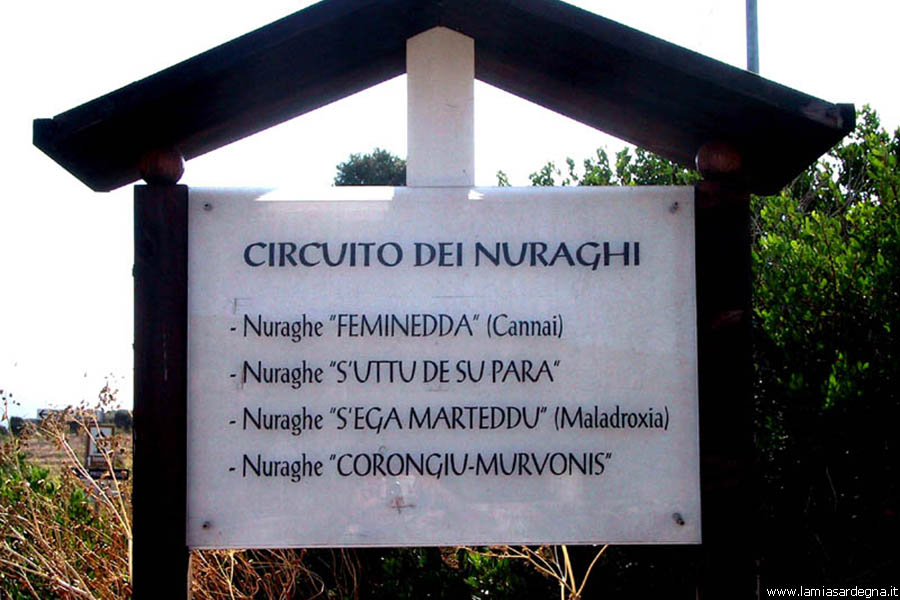 CIRCUITO DEI NURAGHI
- Nuraghe "FEMINEDDA" (Cannai)
- Nuraghe "S'UTTU DE SU PARA"
- Nuraghe "S'EGA MARTEDDU" (Maladroxia)
- Nuraghe "CORONGIU-MURVONIS"
www.lamiasardegna.it